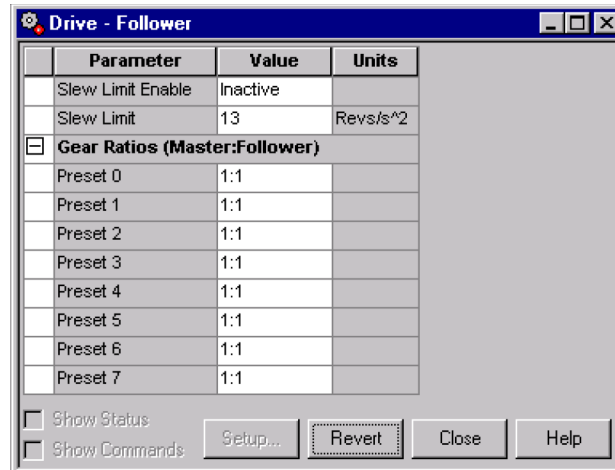 Drive - Follower
Parameter Value Units
Slew Limit Enable Inactive
Slew Limit 13 Revs/s^2
Gear Ratios (Master:Follower)
Preset 0 1:1
Preset 1 1:1
Preset 2 1:1
Preset 3 1:1
Preset 4 1:1
Preset 5 1:1
Preset 6 1:1
Preset 7 1:1
Show Status
Show Commands
Setup... Revert Close Help